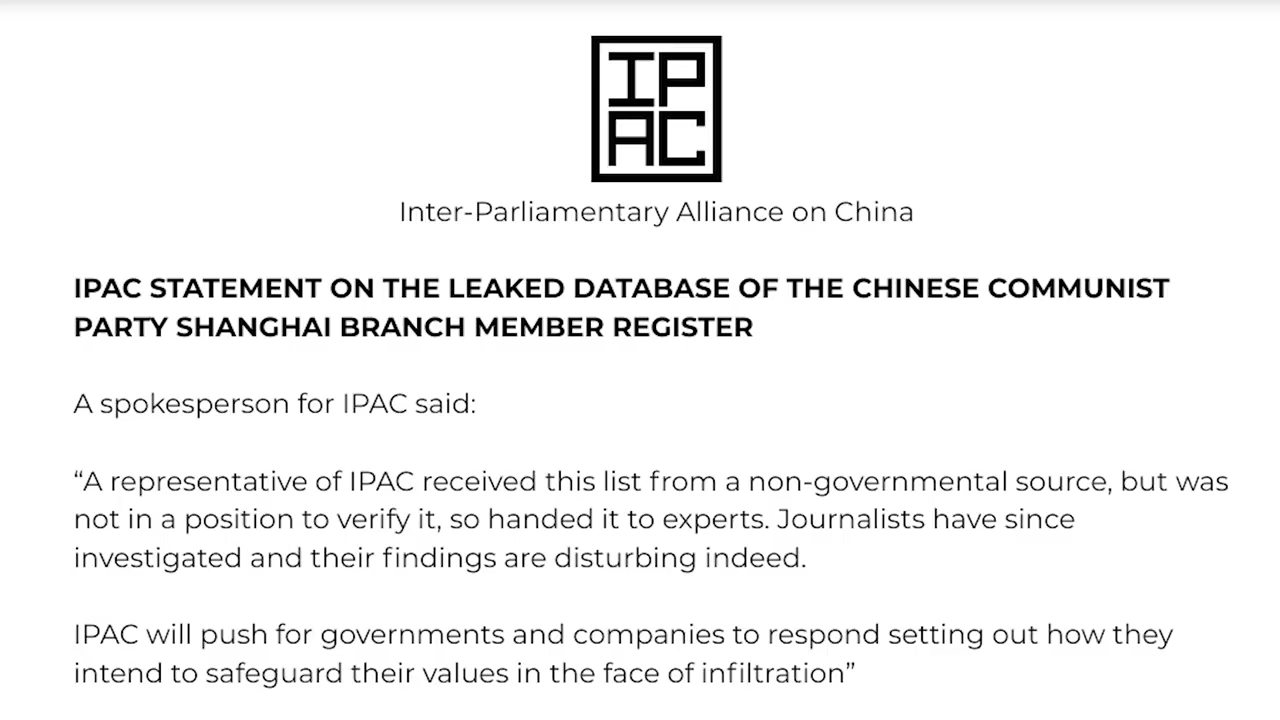 IP
AC
Inter-Parliamentary Alliance on China
IPAC STATEMENT ON THE LEAKED DATABASE OF THE CHINESE COMMUNIST
PARTY SHANGHAI BRANCH MEMBER REGISTER
A spokesperson for IPAC said:
“A representative of IPAC received this list from a non-governmental source, but was
not in a position to verify it, so handed it to experts. Journalists have since
investigated and their findings are disturbing indeed.
IPAC will push for governments and companies to respond setting out how they
intend to safeguard their values in the face of infiltration”